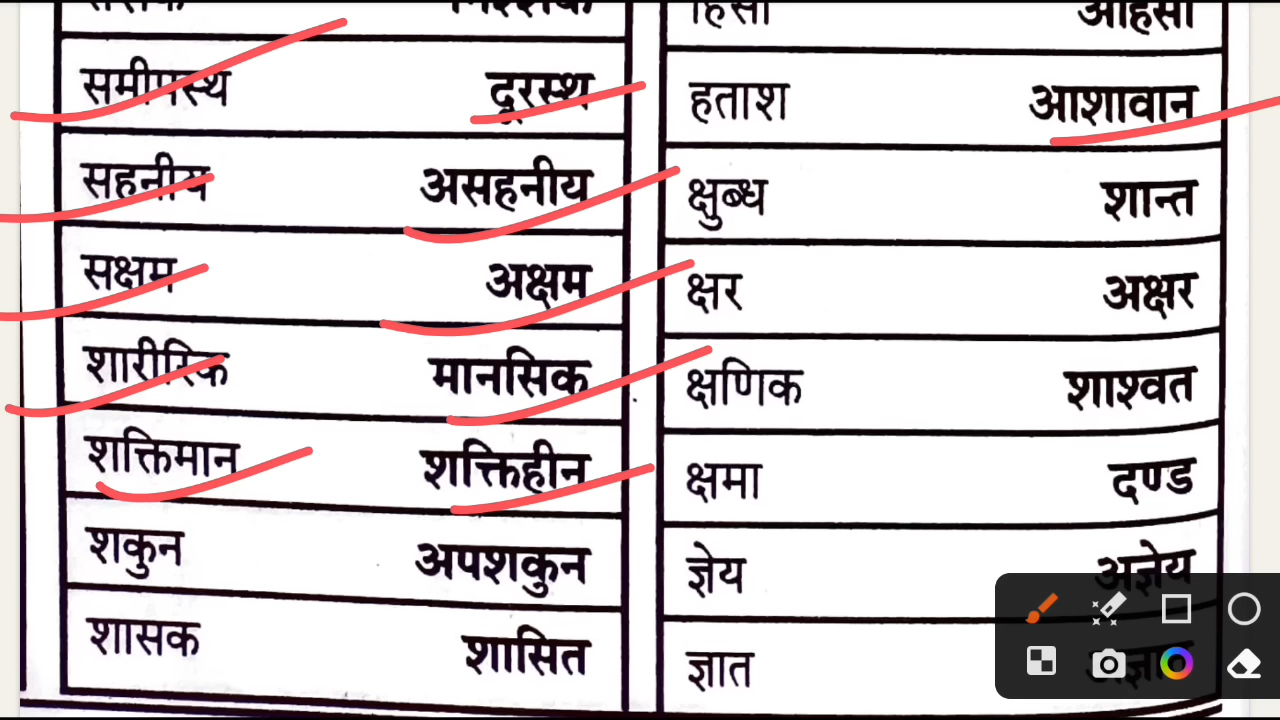 समीपस्थ दूरस्थ
सहनीय असहनीय
सक्षम अक्षम
शारीरिक मानसिक
शक्तिमान शक्तिहीन
शकुन अपशकुन
शासक शासित
हिंसा अहिंसा
हताश आशावान
क्षुब्ध शान्त
क्षर अक्षर
क्षणिक शाश्वत
क्षमा दण्ड
ज्ञेय अज्ञेय
ज्ञात अज्ञात